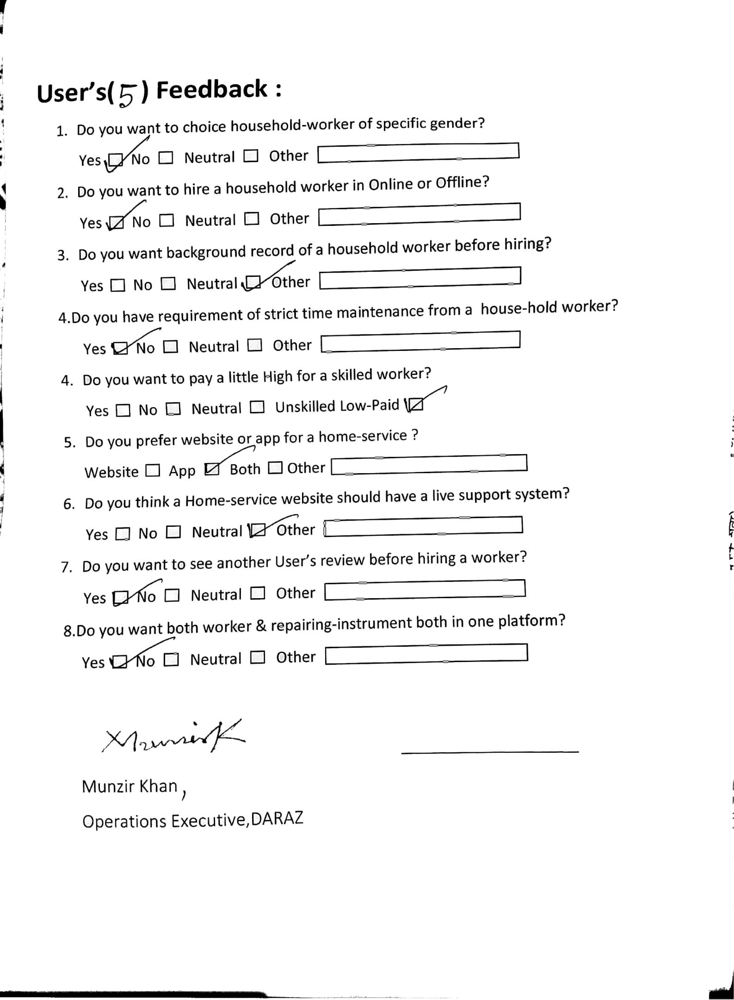 User's(5) Feedback :
1. Do you want to choice household-worker of specific gender?
Yes ☑ No ☐ Neutral ☐ Other
2. Do you want to hire a household worker in Online or Offline?
Yes ☑ No ☐ Neutral ☐ Other
3. Do you want background record of a household worker before hiring?
Yes ☐ No ☐ Neutral ☑ Other
4.Do you have requirement of strict time maintenance from a house-hold worker?
Yes ☑ No ☐ Neutral ☐ Other
4. Do you want to pay a little High for a skilled worker?
Yes ☐ No ☐ Neutral ☐ Unskilled Low-Paid ☑
5. Do you prefer website or app for a home-service ?
Website ☐ App ☑ Both ☐ Other
6. Do you think a Home-service website should have a live support system?
Yes ☐ No ☐ Neutral ☑ Other
7. Do you want to see another User's review before hiring a worker?
Yes ☑ No ☐ Neutral ☐ Other
8.Do you want both worker & repairing-instrument both in one platform?
Yes ☑ No ☐ Neutral ☐ Other
Munzir Khan,
Operations Executive,DARAZ